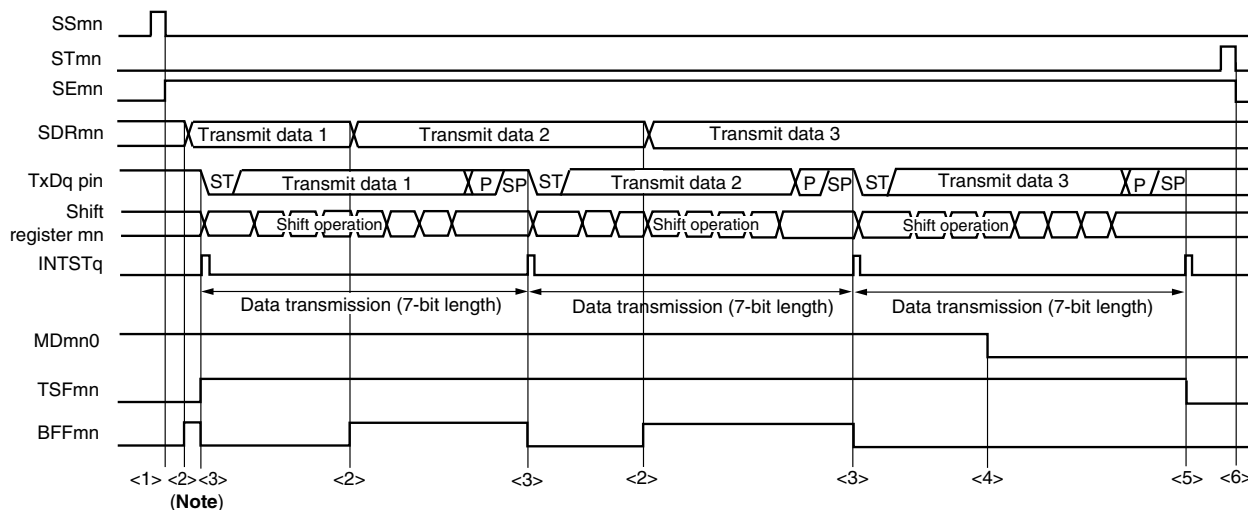 SSmn
STmn
SEmn
SDRmn Transmit data 1 Transmit data 2 Transmit data 3
TxDq pin ST Transmit data 1 P SP ST Transmit data 2 P SP ST Transmit data 3 P SP
Shift
register mn Shift operation Shift operation Shift operation
INTSTq
Data transmission (7-bit length) Data transmission (7-bit length) Data transmission (7-bit length)
MDmn0
TSFmn
BFFmn
<1> <2> <3> <2> <3> <2> <3> <4> <5> <6>
(Note)